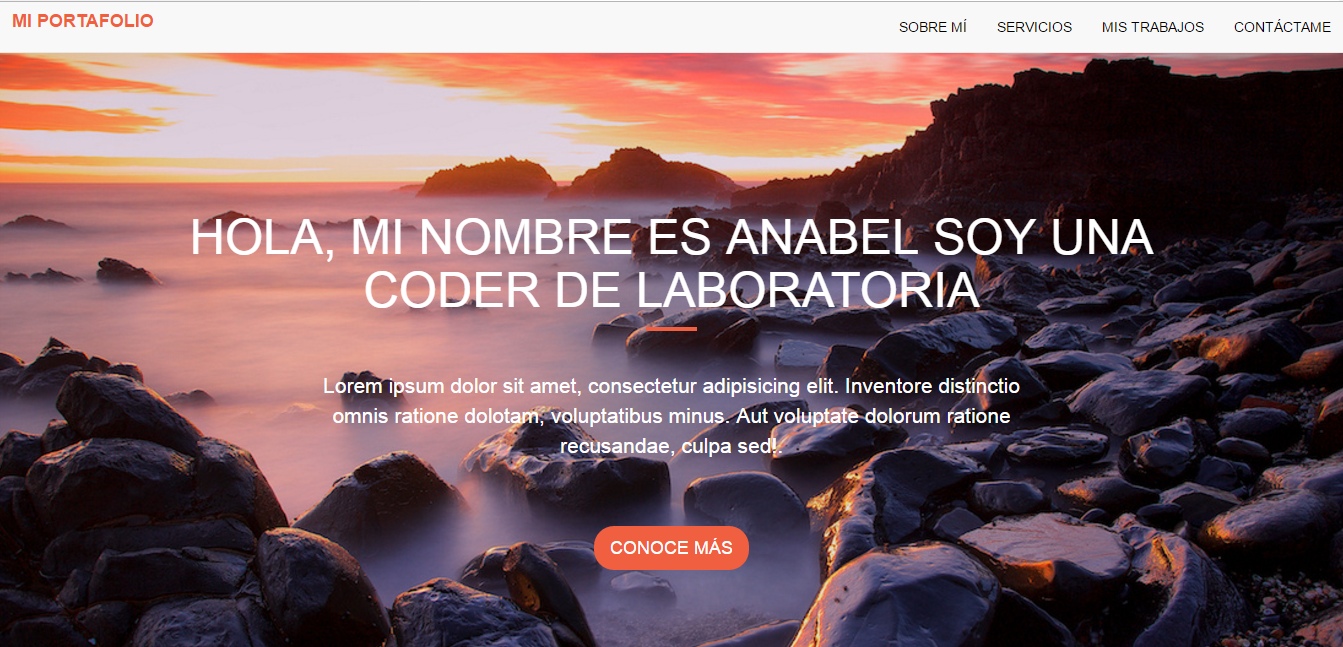 MI PORTAFOLIO
SOBRE MÍ SERVICIOS MIS TRABAJOS CONTÁCTAME
HOLA, MI NOMBRE ES ANABEL SOY UNA
CODER DE LABORATORIA
Lorem ipsum dolor sit amet, consectetur adipisicing elit. Inventore distinctio
omnis ratione dolotam, voluptatibus minus. Aut voluptate dolorum ratione
recusandae, culpa sed!.
CONOCE MÁS